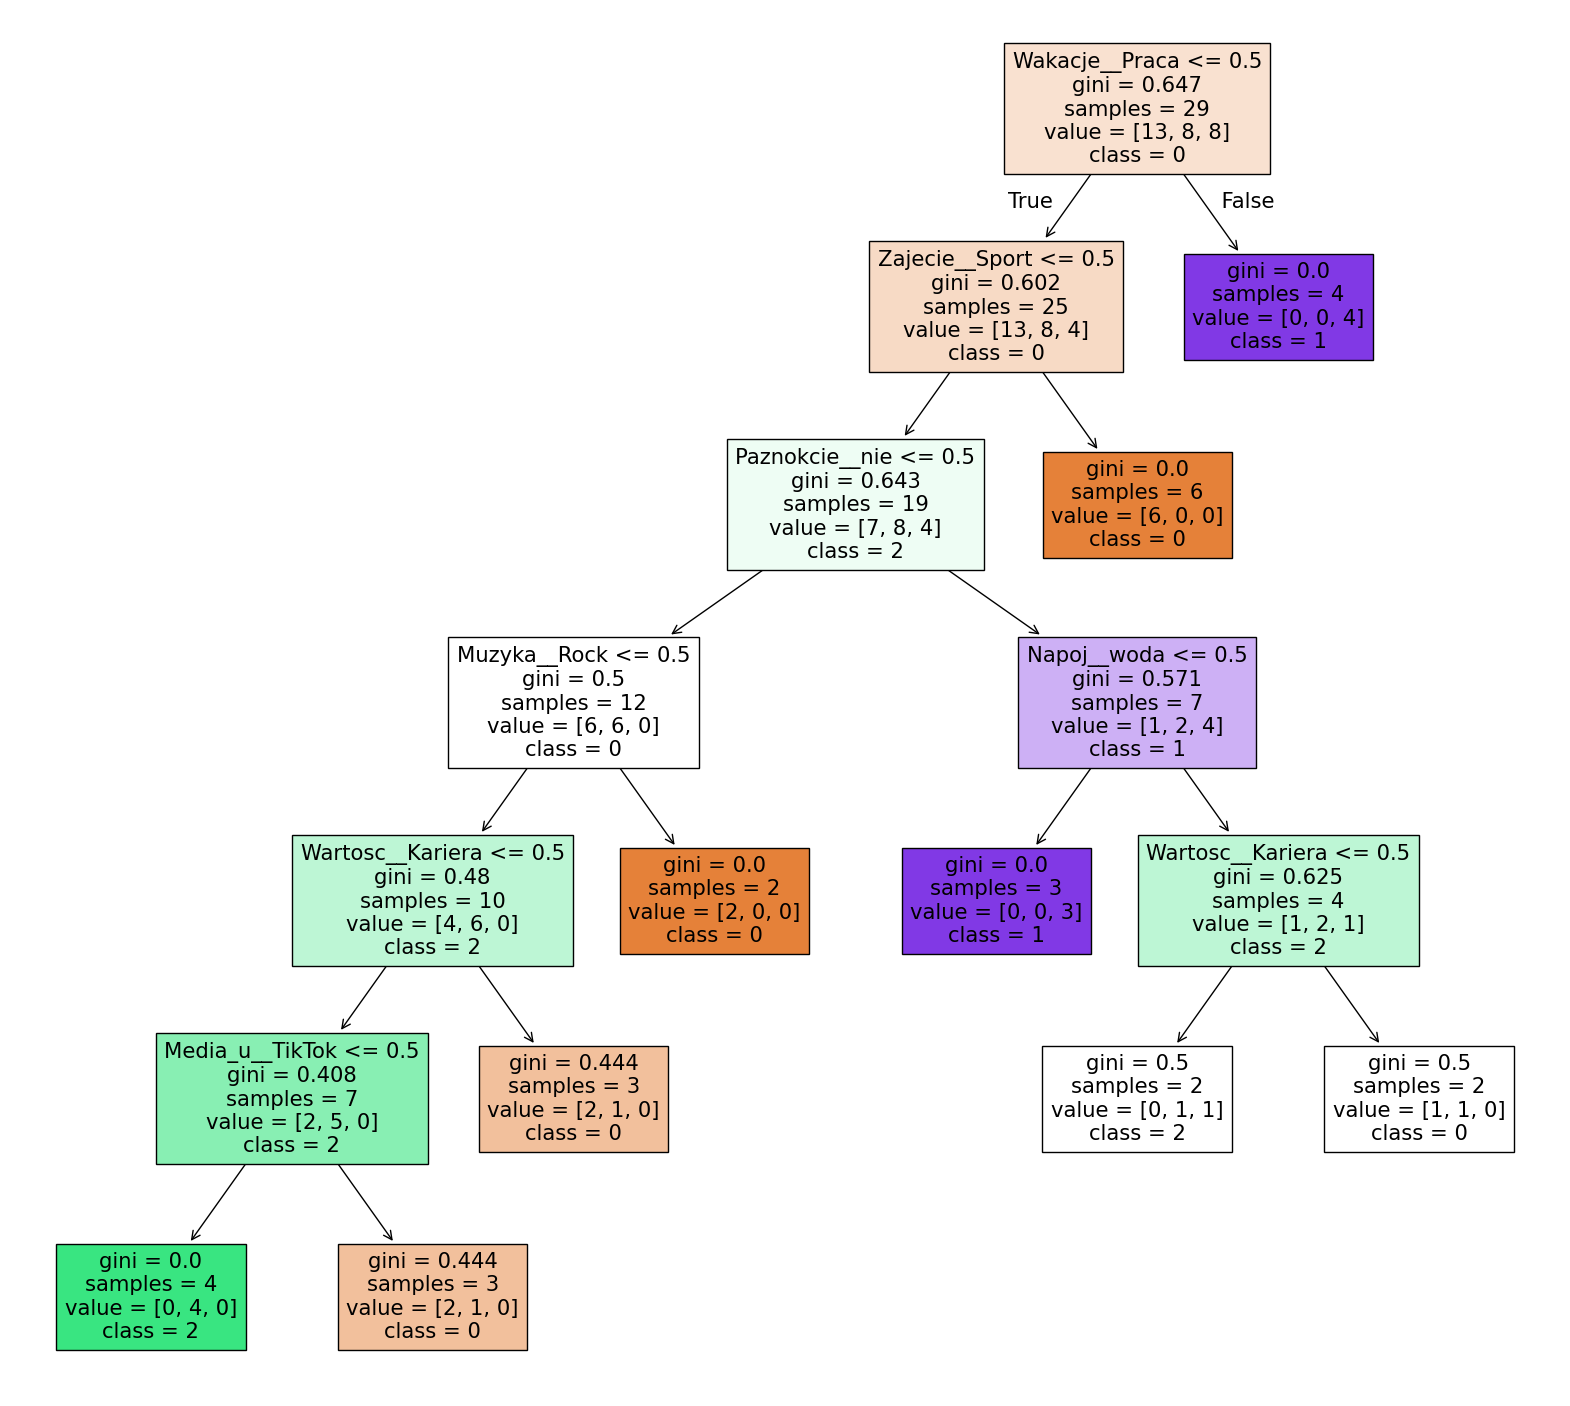 Wakacje__Praca <= 0.5
gini = 0.647
samples = 29
value = [13, 8, 8]
class = 0
True
False
Zajecie__Sport <= 0.5
gini = 0.602
samples = 25
value = [13, 8, 4]
class = 0
gini = 0.0
samples = 4
value = [0, 0, 4]
class = 1
Paznokcie__nie <= 0.5
gini = 0.643
samples = 19
value = [7, 8, 4]
class = 2
gini = 0.0
samples = 6
value = [6, 0, 0]
class = 0
Muzyka__Rock <= 0.5
gini = 0.5
samples = 12
value = [6, 6, 0]
class = 0
Napoj__woda <= 0.5
gini = 0.571
samples = 7
value = [1, 2, 4]
class = 1
Wartosc__Kariera <= 0.5
gini = 0.48
samples = 10
value = [4, 6, 0]
class = 2
gini = 0.0
samples = 2
value = [2, 0, 0]
class = 0
gini = 0.0
samples = 3
value = [0, 0, 3]
class = 1
Wartosc__Kariera <= 0.5
gini = 0.625
samples = 4
value = [1, 2, 1]
class = 2
Media_u__TikTok <= 0.5
gini = 0.408
samples = 7
value = [2, 5, 0]
class = 2
gini = 0.444
samples = 3
value = [2, 1, 0]
class = 0
gini = 0.5
samples = 2
value = [0, 1, 1]
class = 2
gini = 0.5
samples = 2
value = [1, 1, 0]
class = 0
gini = 0.0
samples = 4
value = [0, 4, 0]
class = 2
gini = 0.444
samples = 3
value = [2, 1, 0]
class = 0